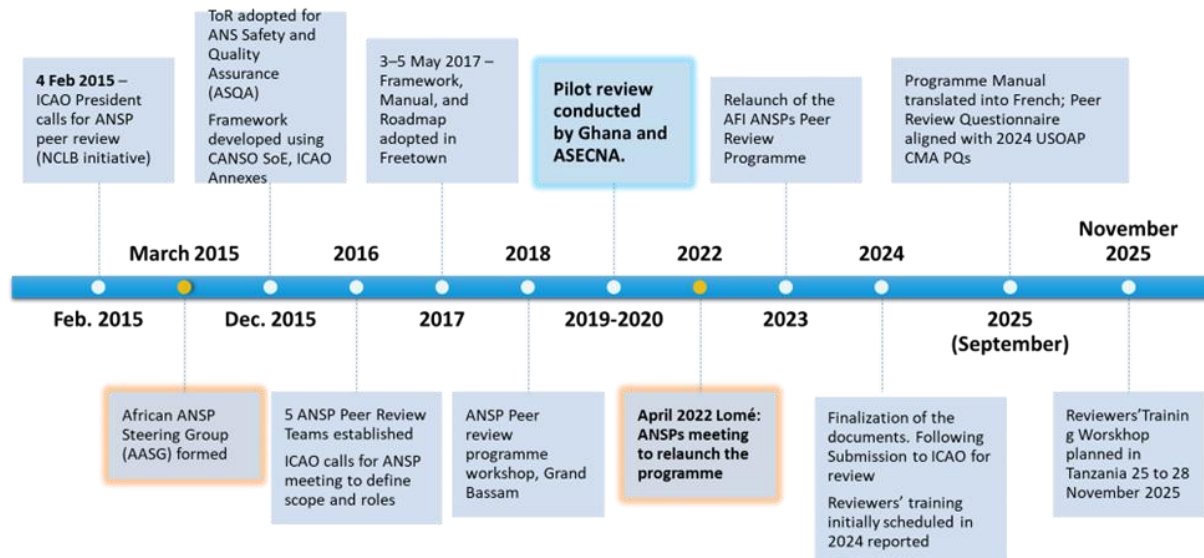 ToR adopted for
ANS Safety and
Quality
Assurance
(ASQA)
Framework
developed using
CANSO SoE, ICAO
Annexes
4 Feb 2015 –
ICAO President
calls for ANSP
peer review
(NCLB initiative)
3–5 May 2017 –
Framework,
Manual, and
Roadmap
adopted in
Freetown
Pilot review
conducted
by Ghana and
ASECNA.
Relaunch of the
AFI ANSPs Peer
Review
Programme
Programme Manual
translated into French; Peer
Review Questionnaire
aligned with 2024 USOAP
CMA PQs
March 2015
2016
2018
2022
2024
November
2025
Feb. 2015
Dec. 2015
2017
2019-2020
2023
2025
(September)
African ANSP
Steering Group
(AASG) formed
5 ANSP Peer Review
Teams established
ICAO calls for ANSP
meeting to define
scope and roles
ANSP Peer
review
programme
workshop, Grand
Bassam
April 2022 Lomé:
ANSPs meeting
to relaunch the
programme
Finalization of the
documents. Following
Submission to ICAO for
review
Reviewers’ training
initially scheduled in
2024 reported
Reviewers’Trainin
g Worskhop
planned in
Tanzania 25 to 28
November 2025